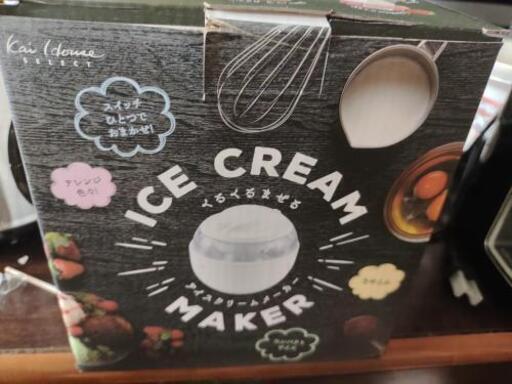 Kai House
SELECT
スイッチ
ひとつで
おまかせ!
アレンジ
色々!
ICE CREAM
くるくるまぜる
アイスクリームメーカー
MAKER